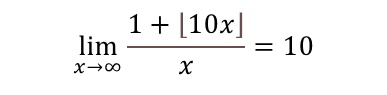 lim x→∞ (1 + ⌊10x⌋)/x = 10